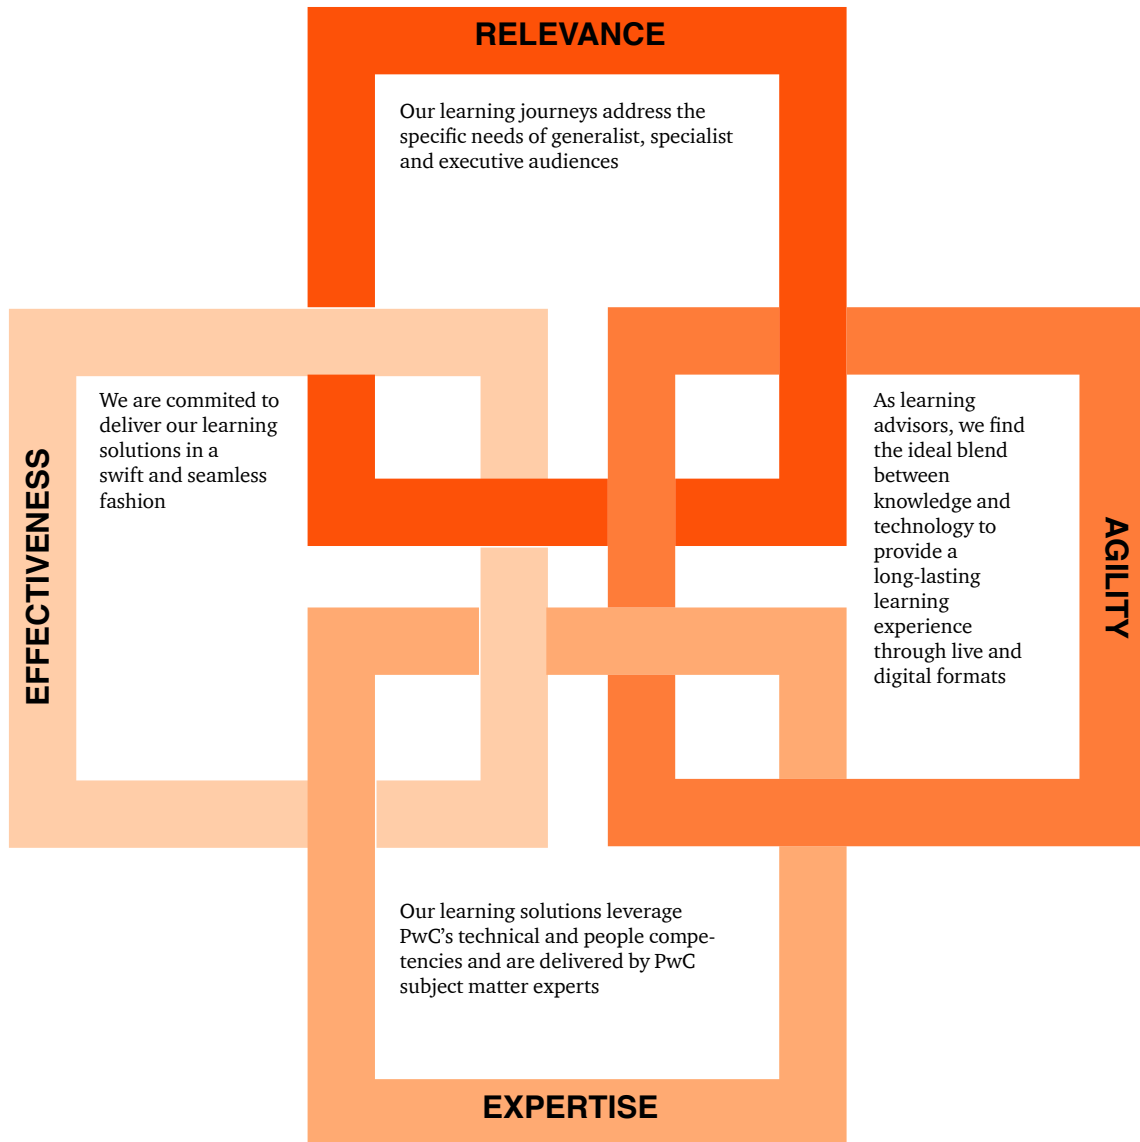 RELEVANCE
Our learning journeys address the
specific needs of generalist, specialist
and executive audiences
EFFECTIVENESS
We are commited to
deliver our learning
solutions in a
swift and seamless
fashion
As learning
advisors, we find
the ideal blend
between
knowledge and
technology to
provide a
long-lasting
learning
experience
through live and
digital formats
AGILITY
Our learning solutions leverage
PwC’s technical and people compe-
tencies and are delivered by PwC
subject matter experts
EXPERTISE